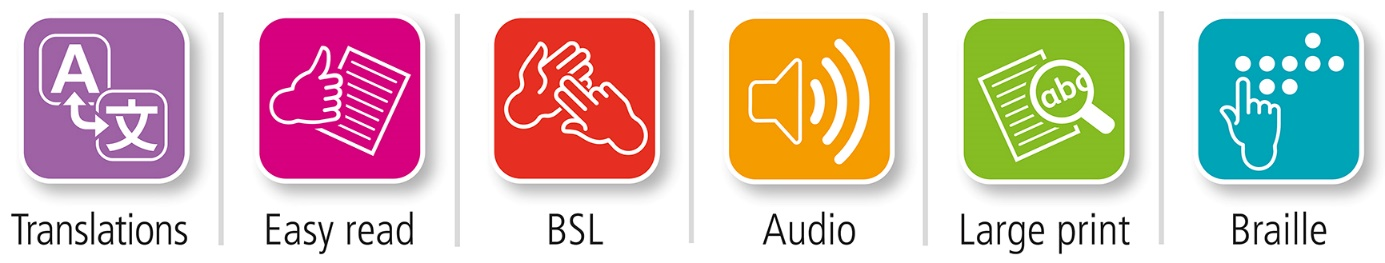 A
文
abc
Translations
Easy read
BSL
Audio
Large print
Braille